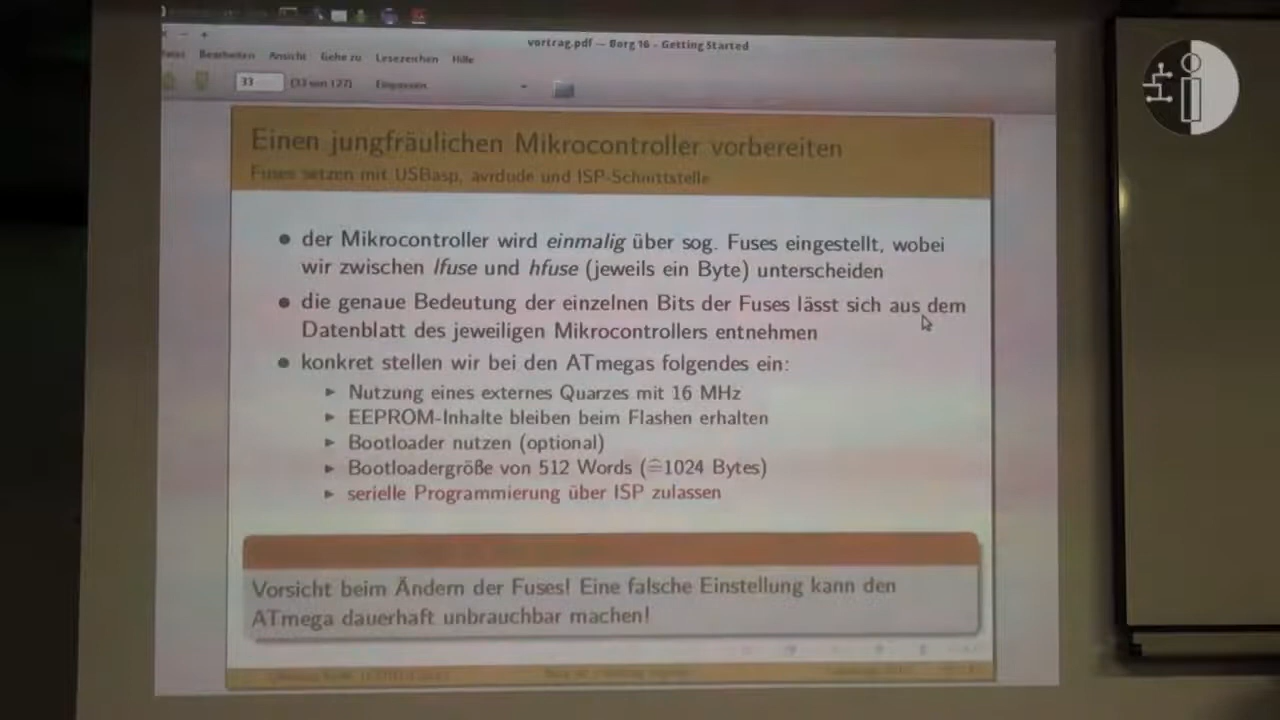 vortrag.pdf — Borg 16 - Getting Started
Bearbeiten Ansicht Gehe zu Lesezeichen Hilfe
33 (33 von 127) Einpassen
Einen jungfräulichen Mikrocontroller vorbereiten
Fuses setzen mit USBasp, avrdude und ISP-Schnittstelle
der Mikrocontroller wird einmalig über sog. Fuses eingestellt, wobei
wir zwischen lfuse und hfuse (jeweils ein Byte) unterscheiden
die genaue Bedeutung der einzelnen Bits der Fuses lässt sich aus dem
Datenblatt des jeweiligen Mikrocontrollers entnehmen
konkret stellen wir bei den ATmegas folgendes ein:
Nutzung eines externes Quarzes mit 16 MHz
EEPROM-Inhalte bleiben beim Flashen erhalten
Bootloader nutzen (optional)
Bootloadergröße von 512 Words (≙1024 Bytes)
serielle Programmierung über ISP zulassen
Vorsicht beim Ändern der Fuses! Eine falsche Einstellung kann den
ATmega dauerhaft unbrauchbar machen!